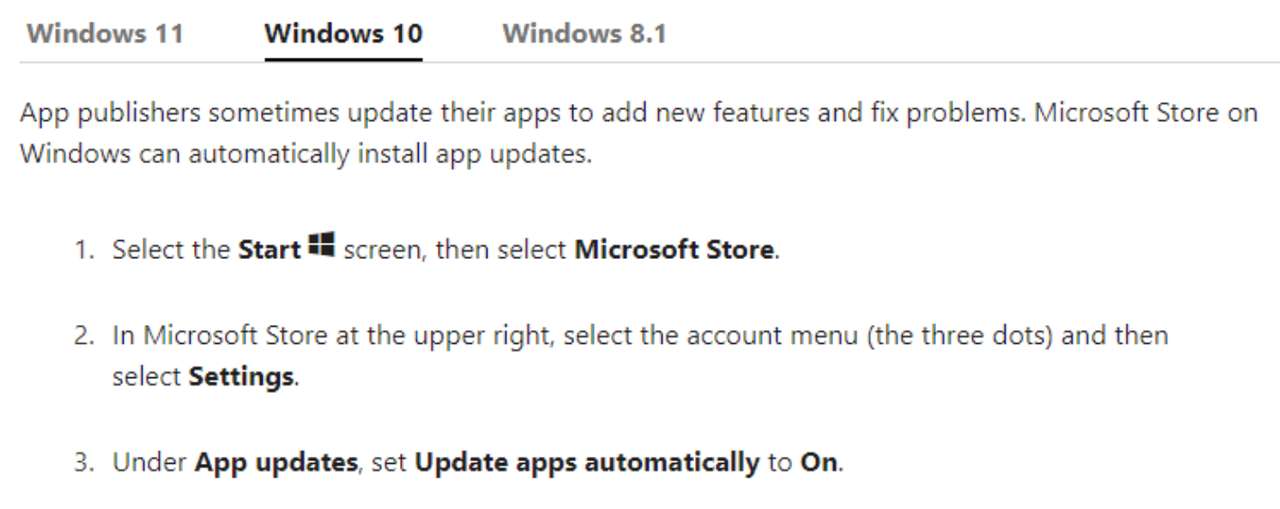 Windows 11 Windows 10 Windows 8.1
App publishers sometimes update their apps to add new features and fix problems. Microsoft Store on
Windows can automatically install app updates.
1. Select the Start screen, then select Microsoft Store.
2. In Microsoft Store at the upper right, select the account menu (the three dots) and then
select Settings.
3. Under App updates, set Update apps automatically to On.